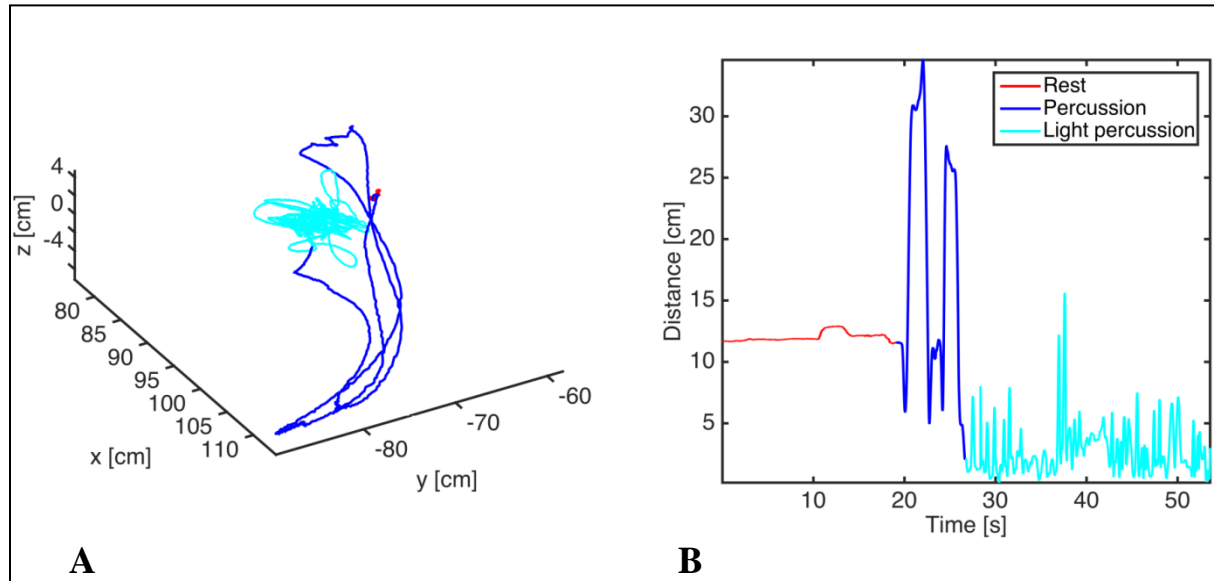 4
0
-4
z [cm]
80
85
90
95
100
105
110
x [cm]
-80
-70
-60
y [cm]
A
30
25
20
15
10
5
Distance [cm]
10 20 30 40 50
Time [s]
Rest
Percussion
Light percussion
B